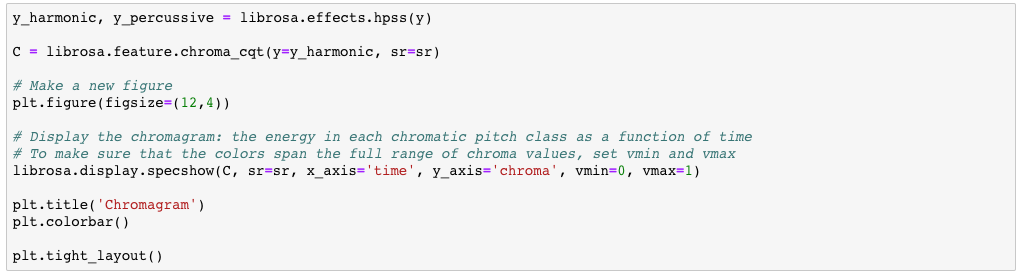 y_harmonic, y_percussive = librosa.effects.hpss(y)
C = librosa.feature.chroma_cqt(y=y_harmonic, sr=sr)
# Make a new figure
plt.figure(figsize=(12,4))
# Display the chromagram: the energy in each chromatic pitch class as a function of time
# To make sure that the colors span the full range of chroma values, set vmin and vmax
librosa.display.specshow(C, sr=sr, x_axis='time', y_axis='chroma', vmin=0, vmax=1)
plt.title('Chromagram')
plt.colorbar()
plt.tight_layout()